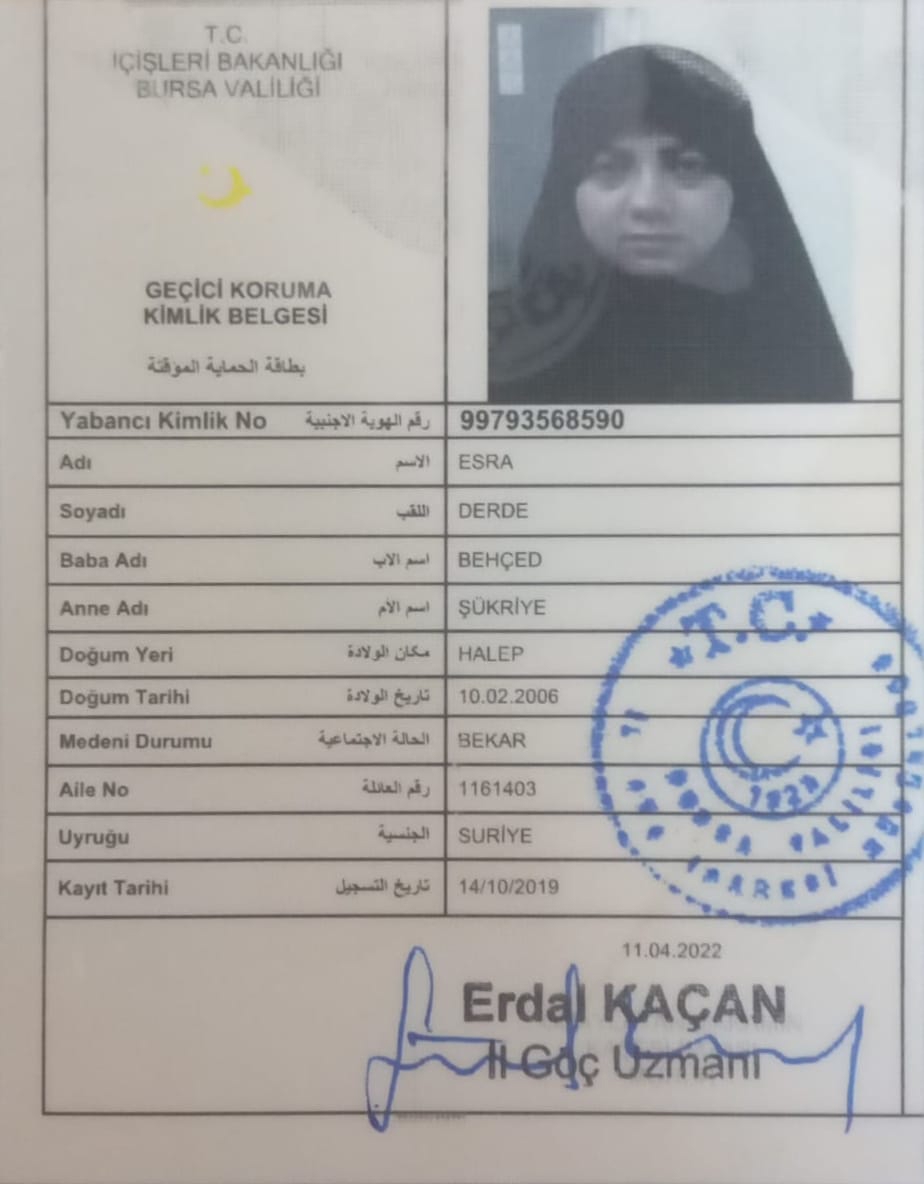 T.C.
İÇİŞLERİ BAKANLIĞI
BURSA VALİLİĞİ
GEÇİCİ KORUMA
KİMLİK BELGESİ
بطاقة الحماية المؤقتة
Yabancı Kimlik No رقم الهوية الاجنبية 99793568590
Adı الاسم ESRA
Soyadı اللقب DERDE
Baba Adı اسم الاب BEHÇED
Anne Adı اسم الأم ŞÜKRİYE
Doğum Yeri مكان الولادة HALEP
Doğum Tarihi تاريخ الولادة 10.02.2006
Medeni Durumu الحالة الاجتماعية BEKAR
Aile No رقم العائلة 1161403
Uyruğu الجنسية SURİYE
Kayıt Tarihi تاريخ التسجيل 14/10/2019
T.C.
BURSA VALİLİĞİ
İDARESİ
11.04.2022
Erdal KAÇAN
İl Göç Uzmanı